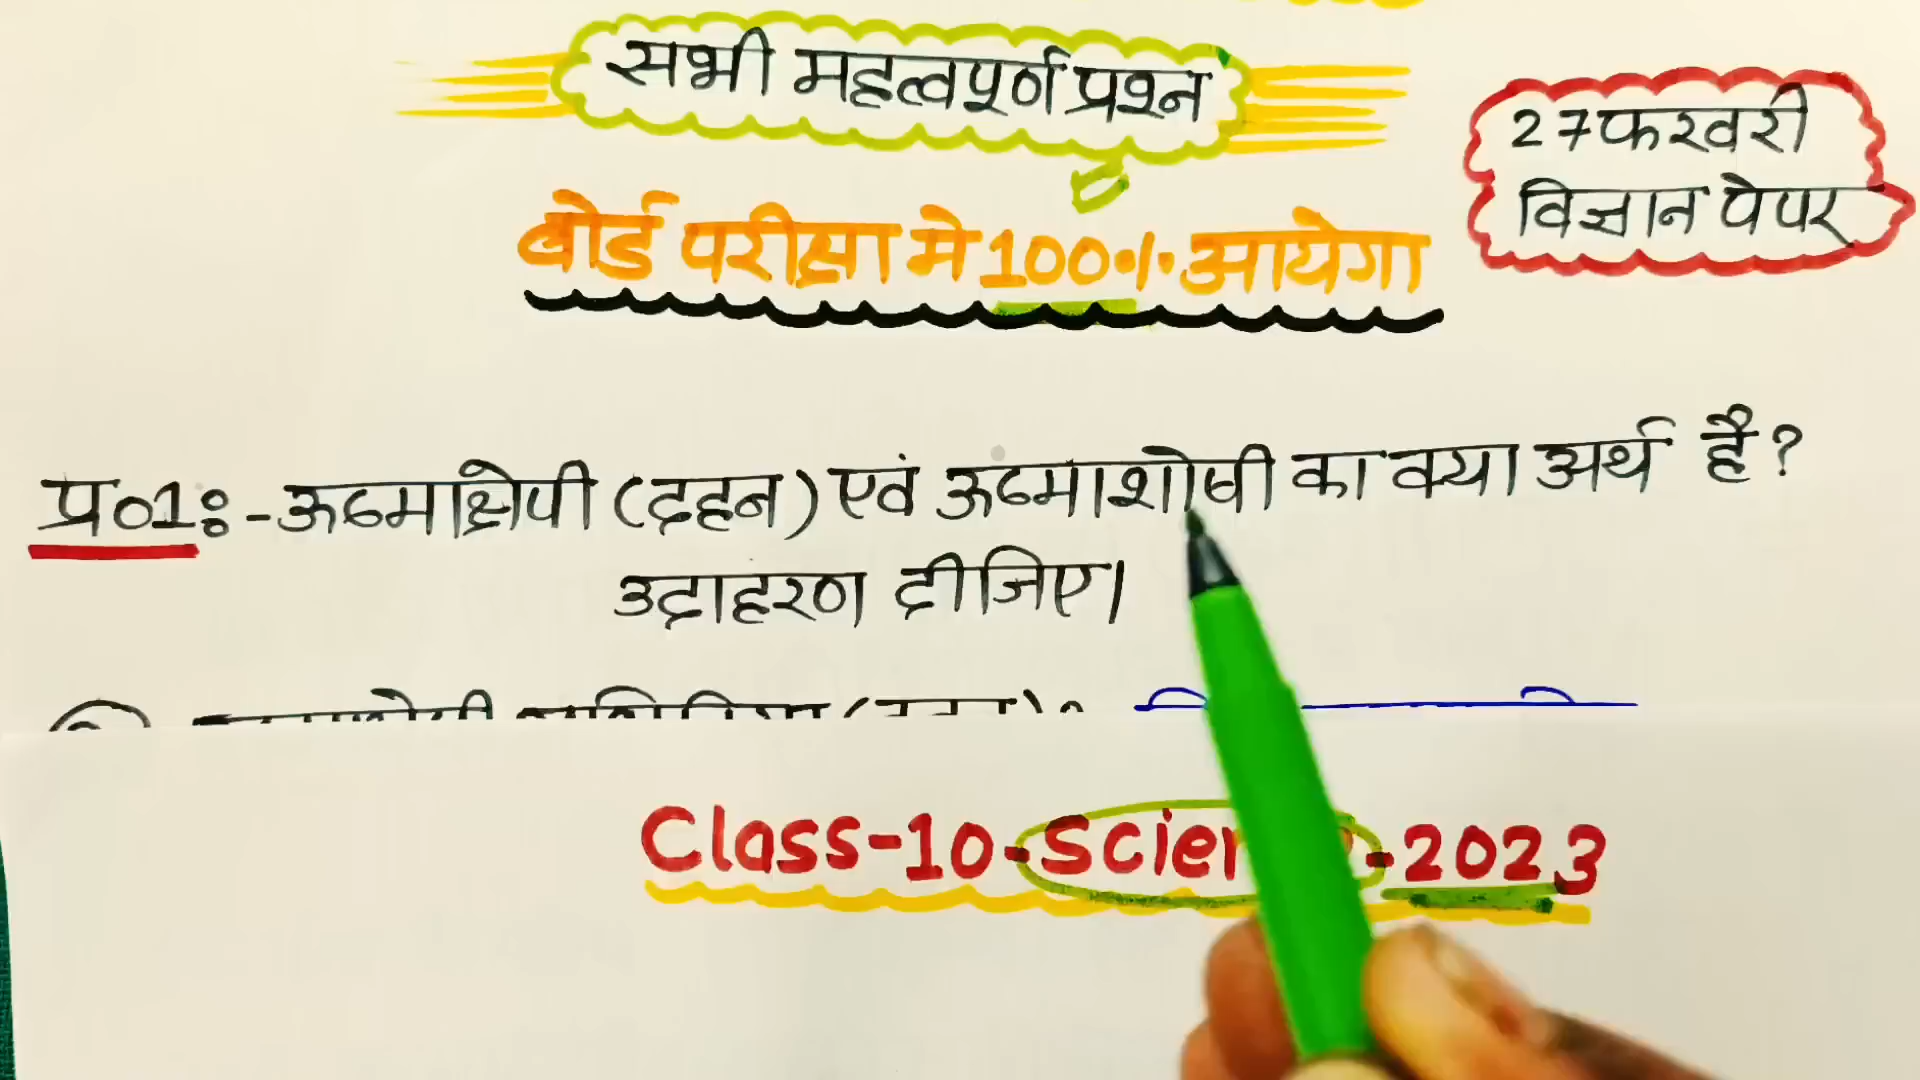 सभी महत्वपूर्ण प्रश्न
27 फरवरी
विज्ञान पेपर
बोर्ड परीक्षा मे 100% आयेगा
प्र01:- ऊष्माक्षेपी (दहन) एवं ऊष्माशोषी का क्या अर्थ है?
उदाहरण दीजिए।
Class-10-Science-2023